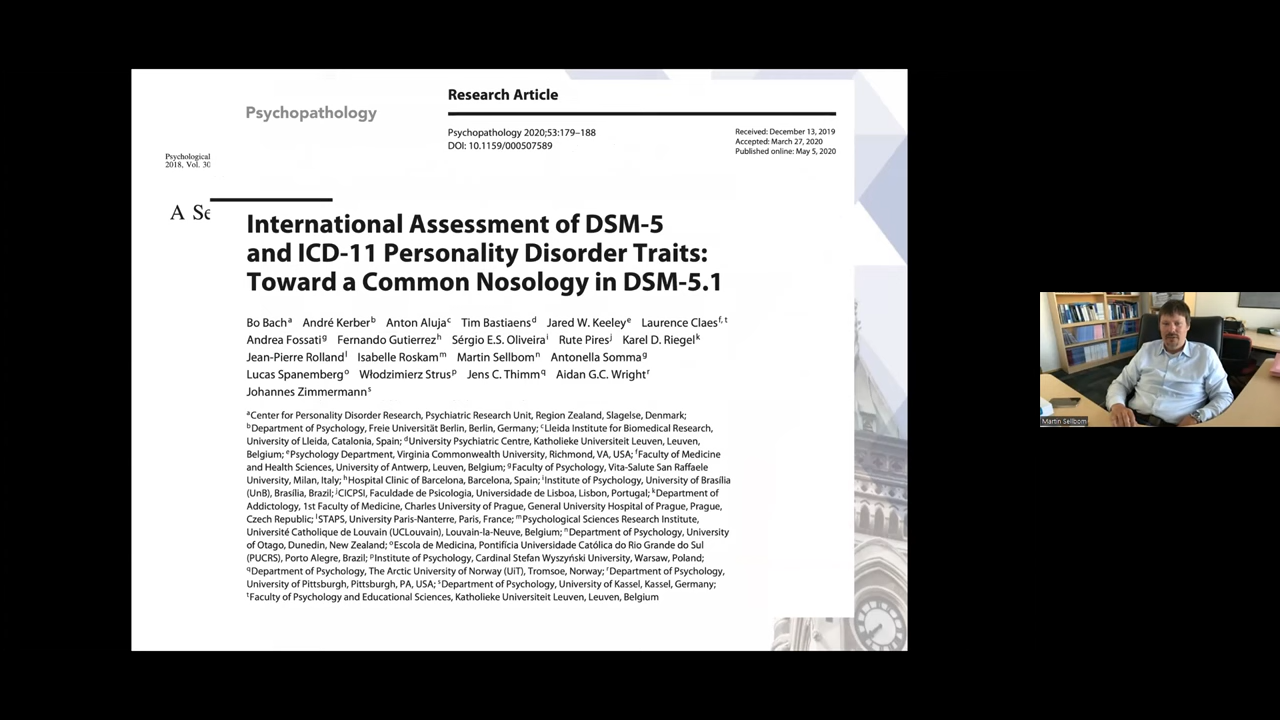 Research Article
Psychopathology
Psychopathology 2020;53:179–188
DOI: 10.1159/000507589
Received: December 13, 2019
Accepted: March 27, 2020
Published online: May 5, 2020
Psychological
2018, Vol. 30
A Se
International Assessment of DSM-5
and ICD-11 Personality Disorder Traits:
Toward a Common Nosology in DSM-5.1
Bo Bachᵃ André Kerberᵇ Anton Alujaᶜ Tim Bastiaensᵈ Jared W. Keeleyᵉ Laurence Claesᶠ, ᵗ
Andrea Fossatiᵍ Fernando Gutierrezʰ Sérgio E.S. Oliveiraⁱ Rute Piresʲ Karel D. Riegelᵏ
Jean-Pierre Rollandˡ Isabelle Roskamᵐ Martin Sellbomⁿ Antonella Sommaᵍ
Lucas Spanembergᵒ Włodzimierz Strusᵖ Jens C. Thimmq Aidan G.C. Wrightʳ
Johannes Zimmermannˢ
ᵃCenter for Personality Disorder Research, Psychiatric Research Unit, Region Zealand, Slagelse, Denmark;
ᵇDepartment of Psychology, Freie Universität Berlin, Berlin, Germany; ᶜLleida Institute for Biomedical Research,
University of Lleida, Catalonia, Spain; ᵈUniversity Psychiatric Centre, Katholieke Universiteit Leuven, Leuven,
Belgium; ᵉPsychology Department, Virginia Commonwealth University, Richmond, VA, USA; ᶠFaculty of Medicine
and Health Sciences, University of Antwerp, Leuven, Belgium; ᵍFaculty of Psychology, Vita-Salute San Raffaele
University, Milan, Italy; ʰHospital Clinic of Barcelona, Barcelona, Spain; ⁱInstitute of Psychology, University of Brasília
(UnB), Brasília, Brazil; ʲCICPSI, Faculdade de Psicologia, Universidade de Lisboa, Lisbon, Portugal; ᵏDepartment of
Addictology, 1st Faculty of Medicine, Charles University of Prague, General University Hospital of Prague, Prague,
Czech Republic; ˡSTAPS, University Paris-Nanterre, Paris, France; ᵐPsychological Sciences Research Institute,
Université Catholique de Louvain (UCLouvain), Louvain-la-Neuve, Belgium; ⁿDepartment of Psychology, University
of Otago, Dunedin, New Zealand; ᵒEscola de Medicina, Pontifícia Universidade Católica do Rio Grande do Sul
(PUCRS), Porto Alegre, Brazil; ᵖInstitute of Psychology, Cardinal Stefan Wyszyński University, Warsaw, Poland;
qDepartment of Psychology, The Arctic University of Norway (UiT), Tromsoe, Norway; ʳDepartment of Psychology,
University of Pittsburgh, Pittsburgh, PA, USA; ˢDepartment of Psychology, University of Kassel, Kassel, Germany;
ᵗFaculty of Psychology and Educational Sciences, Katholieke Universiteit Leuven, Leuven, Belgium
Martin Sellbom